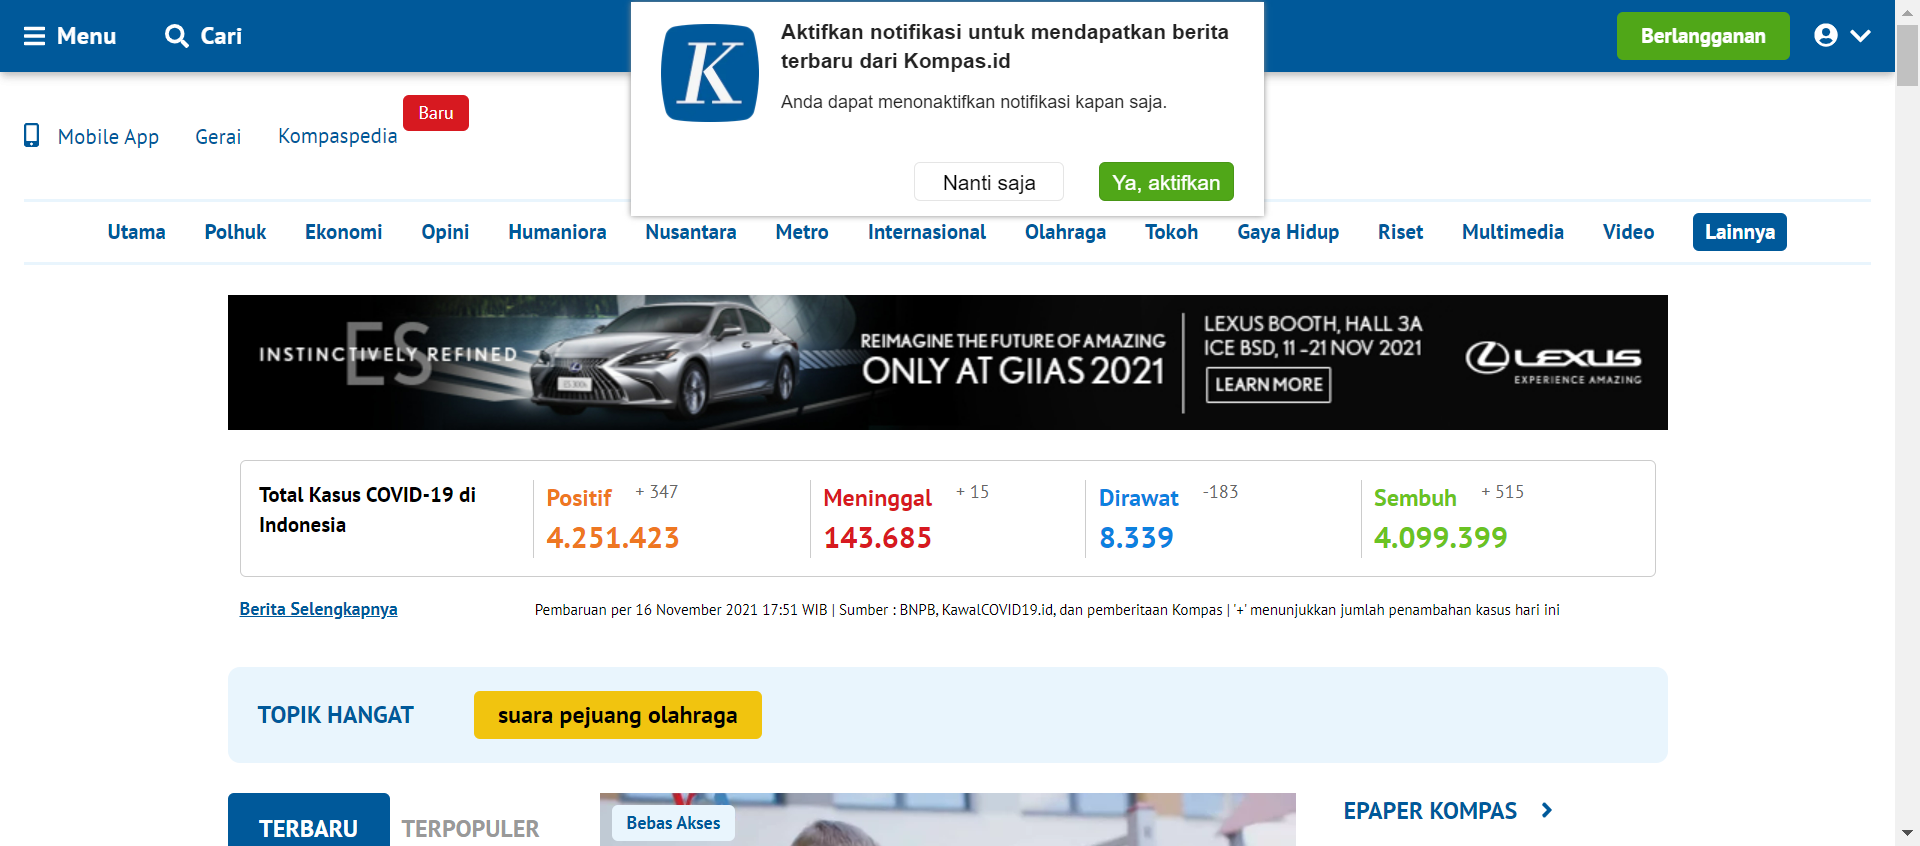 Menu
Cari
Aktifkan notifikasi untuk mendapatkan berita
terbaru dari Kompas.id
Anda dapat menonaktifkan notifikasi kapan saja.
Nanti saja
Ya, aktifkan
Berlangganan
Mobile App
Gerai
Kompaspedia
Baru
Utama
Polhuk
Ekonomi
Opini
Humaniora
Nusantara
Metro
Internasional
Olahraga
Tokoh
Gaya Hidup
Riset
Multimedia
Video
Lainnya
ES
INSTINCTIVELY REFINED
ES 300h
REIMAGINE THE FUTURE OF AMAZING
ONLY AT GIIAS 2021
LEXUS BOOTH, HALL 3A
ICE BSD, 11 -21 NOV 2021
LEARN MORE
LEXUS
EXPERIENCE AMAZING
Total Kasus COVID-19 di
Indonesia
Positif + 347
4.251.423
Meninggal + 15
143.685
Dirawat -183
8.339
Sembuh + 515
4.099.399
Berita Selengkapnya
Pembaruan per 16 November 2021 17:51 WIB | Sumber : BNPB, KawalCOVID19.id, dan pemberitaan Kompas | '+' menunjukkan jumlah penambahan kasus hari ini
TOPIK HANGAT
suara pejuang olahraga
TERBARU
TERPOPULER
Bebas Akses
EPAPER KOMPAS